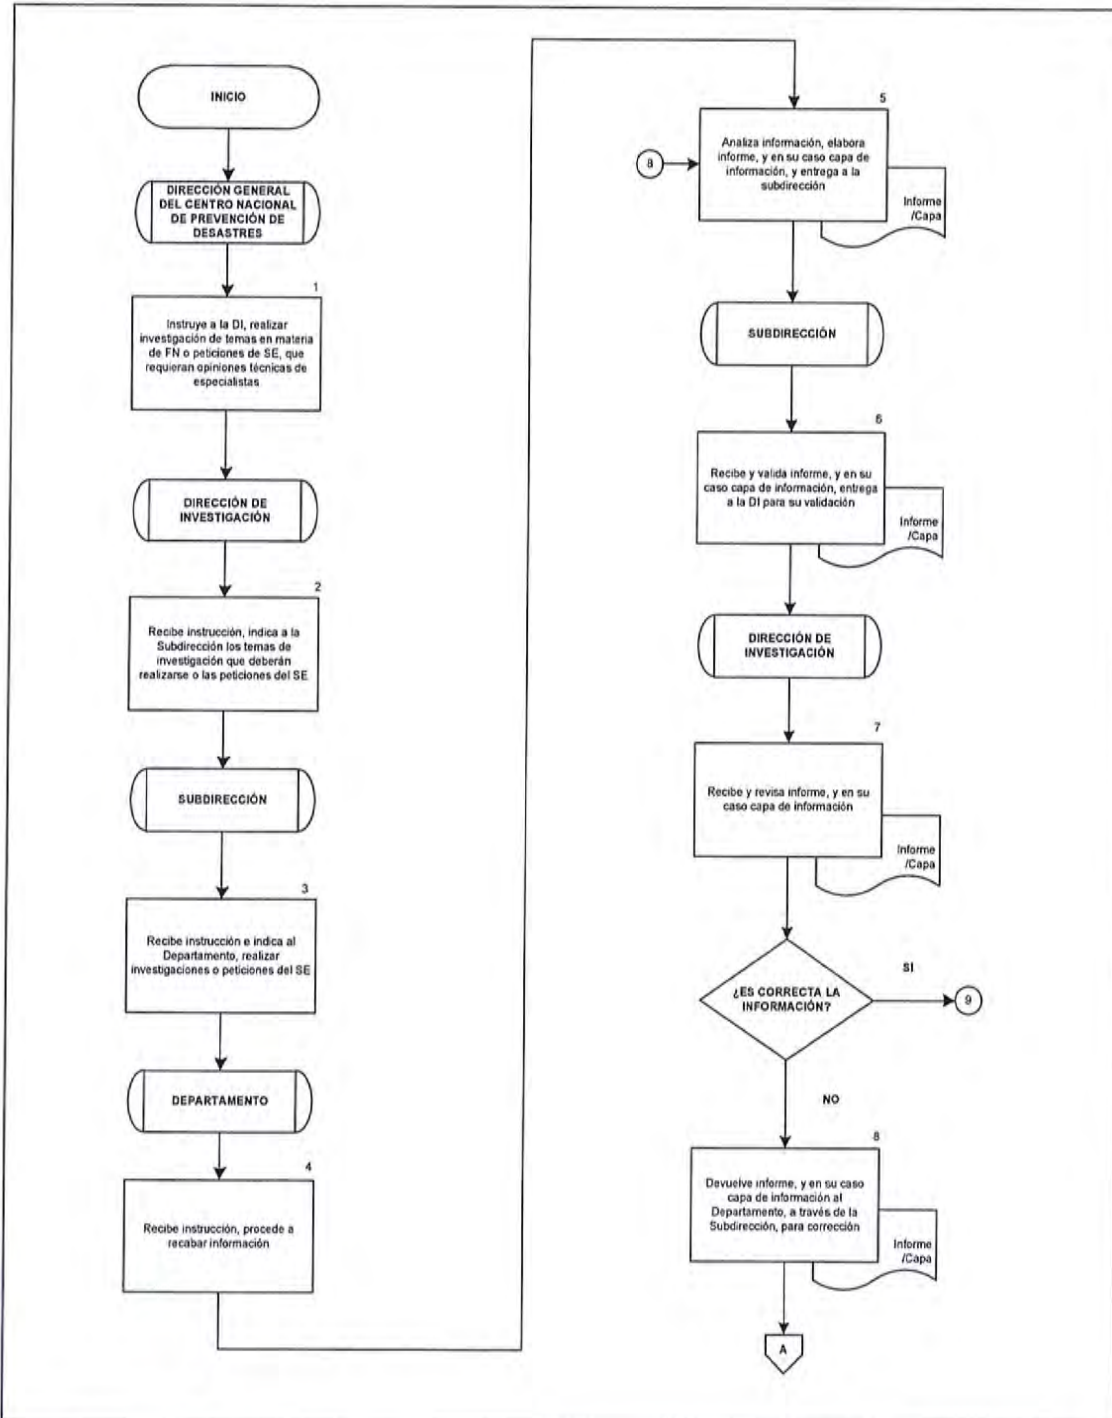 INICIO
DIRECCIÓN GENERAL
DEL CENTRO NACIONAL
DE PREVENCIÓN DE
DESASTRES
1
Instruye a la DI, realizar
investigación de temas en materia
de FN o peticiones de SE, que
requieran opiniones técnicas de
especialistas
DIRECCIÓN DE
INVESTIGACIÓN
2
Recibe instrucción, indica a la
Subdirección los temas de
investigación que deberán
realizarse o las peticiones del SE
SUBDIRECCIÓN
3
Recibe instrucción e indica al
Departamento, realizar
investigaciones o peticiones del SE
DEPARTAMENTO
4
Recibe instrucción, procede a
recabar información
5
8
Analiza información, elabora
informe, y en su caso capa de
información, y entrega a la
subdirección
Informe
/Capa
SUBDIRECCIÓN
6
Recibe y valida informe, y en su
caso capa de información, entrega
a la DI para su validación
Informe
/Capa
DIRECCIÓN DE
INVESTIGACIÓN
7
Recibe y revisa informe, y en su
caso capa de información
Informe
/Capa
¿ES CORRECTA LA
INFORMACIÓN?
SI
9
NO
8
Devuelve informe, y en su caso
capa de información al
Departamento, a través de la
Subdirección, para corrección
Informe
/Capa
A